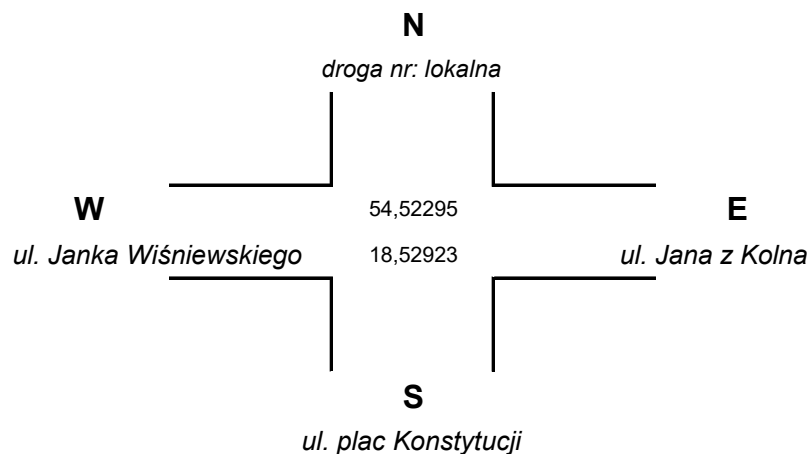 N
droga nr: lokalna
W
54,52295
E
ul. Janka Wiśniewskiego
18,52923
ul. Jana z Kolna
S
ul. plac Konstytucji